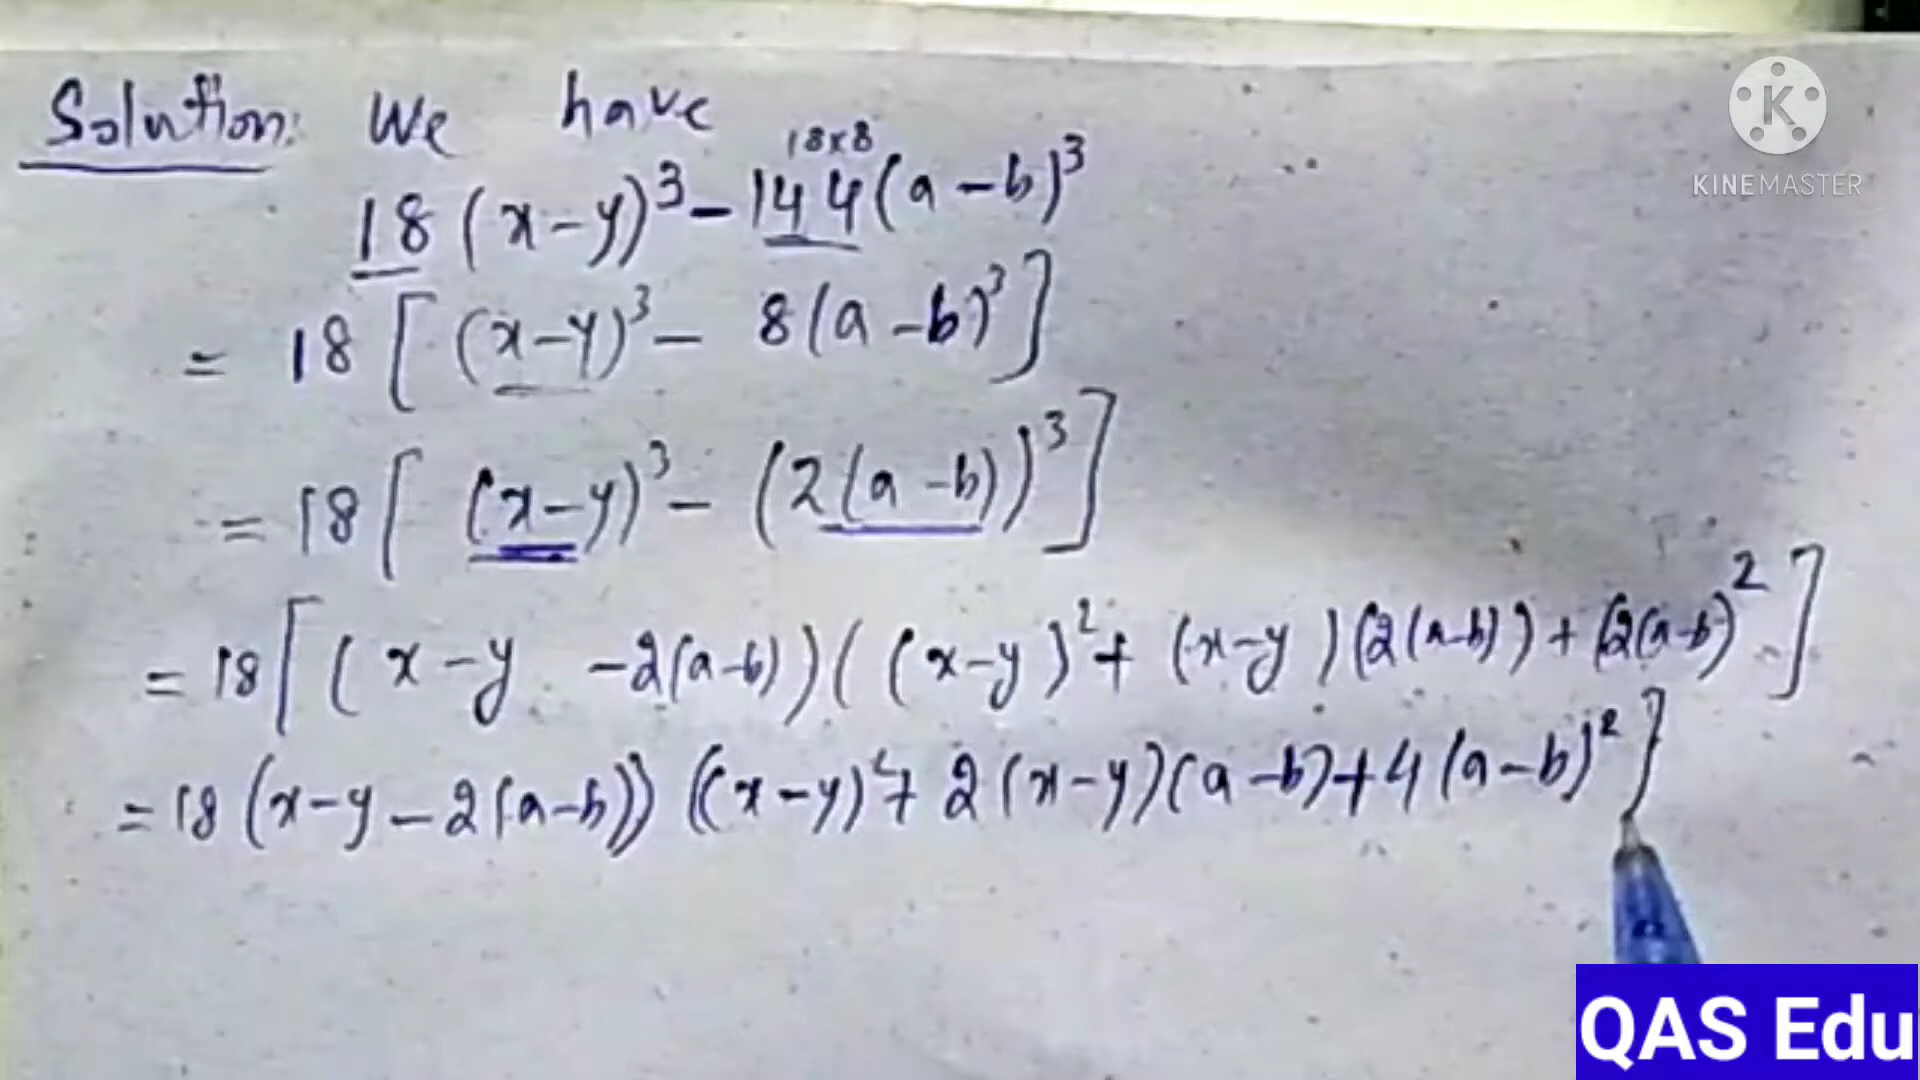 Solution: We have
18×8
18(x-y)³-144(a-b)³
= 18[(x-y)³- 8(a-b)³]
= 18[(x-y)³- (2(a-b))³]
= 18[(x-y -2(a-b))((x-y)²+ (x-y)(2(a-b))+(2(a-b)²]
= 18(x-y-2(a-b))((x-y)²+ 2(x-y)(a-b)+4(a-b)²]
K
KINEMASTER
QAS Edu